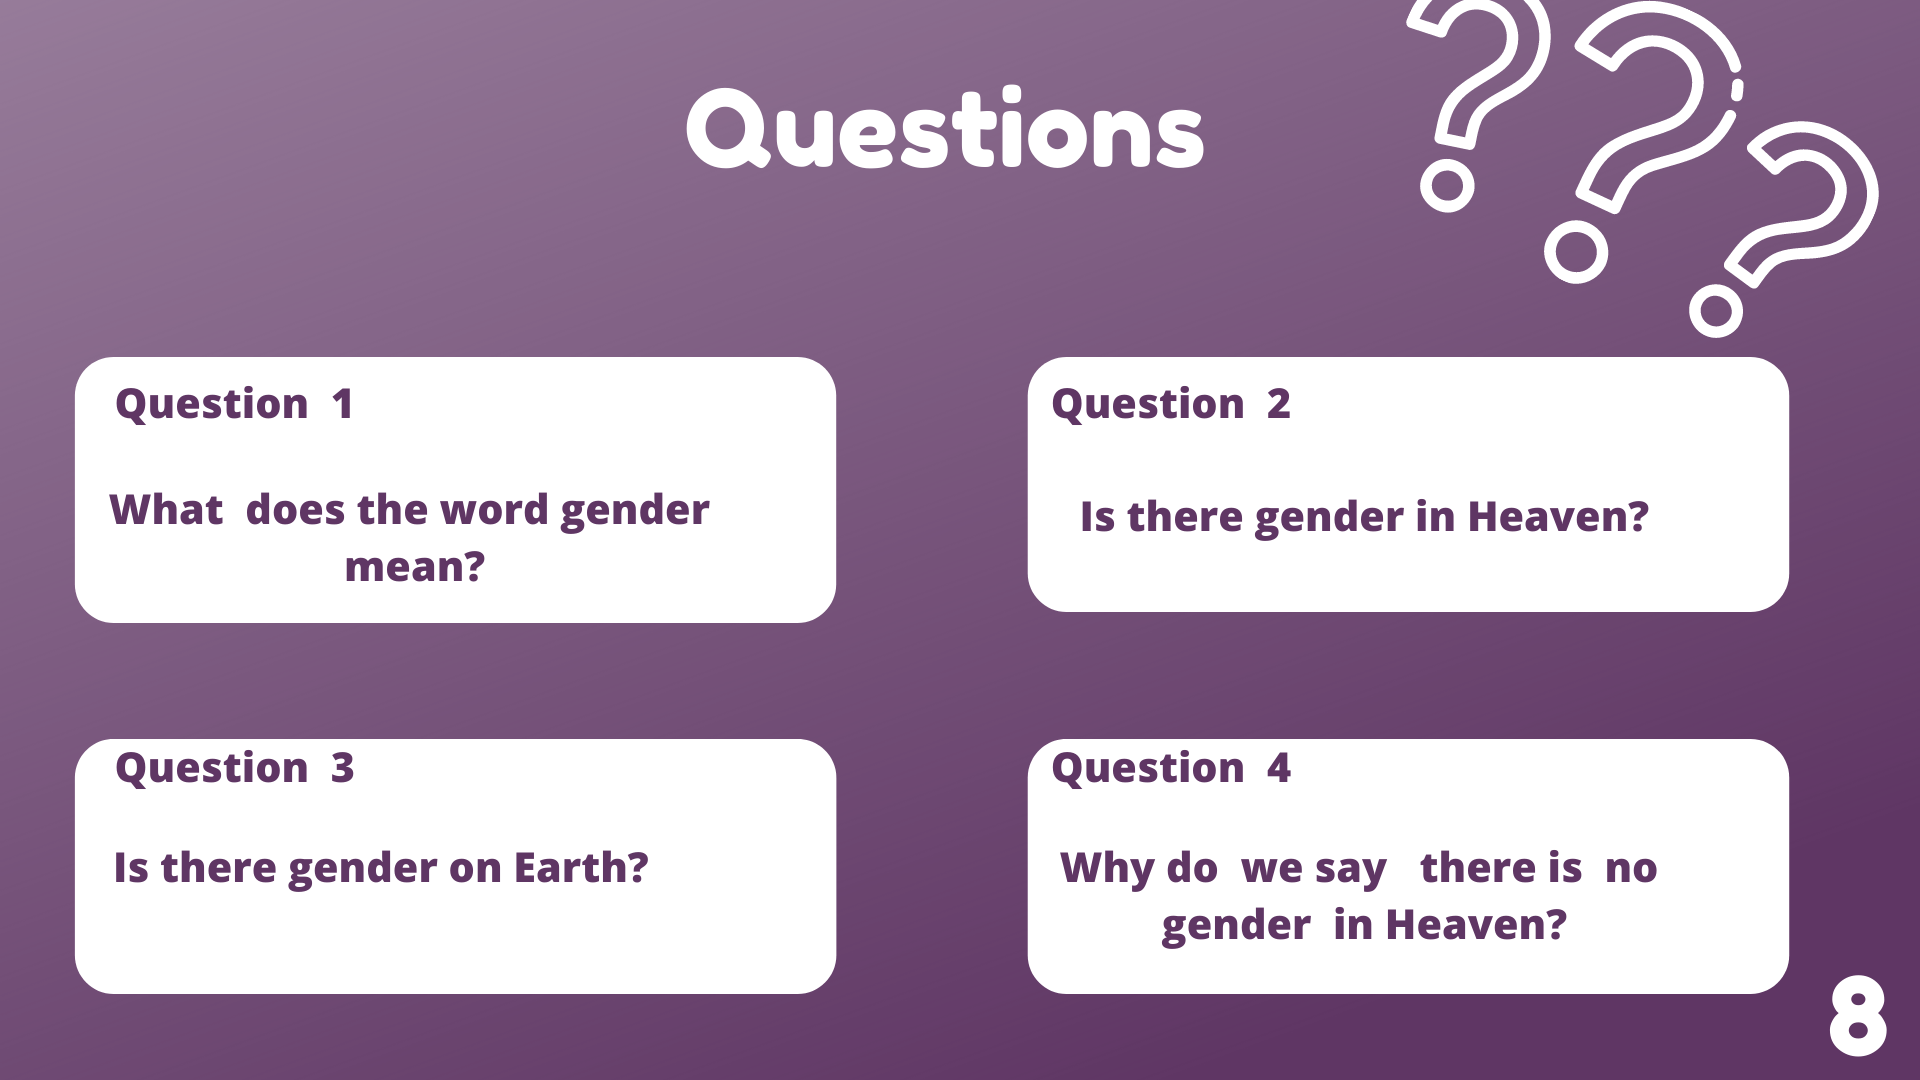 Questions
Question 1
What does the word gender
mean?
Question 2
Is there gender in Heaven?
Question 3
Is there gender on Earth?
Question 4
Why do we say there is no
gender in Heaven?
8